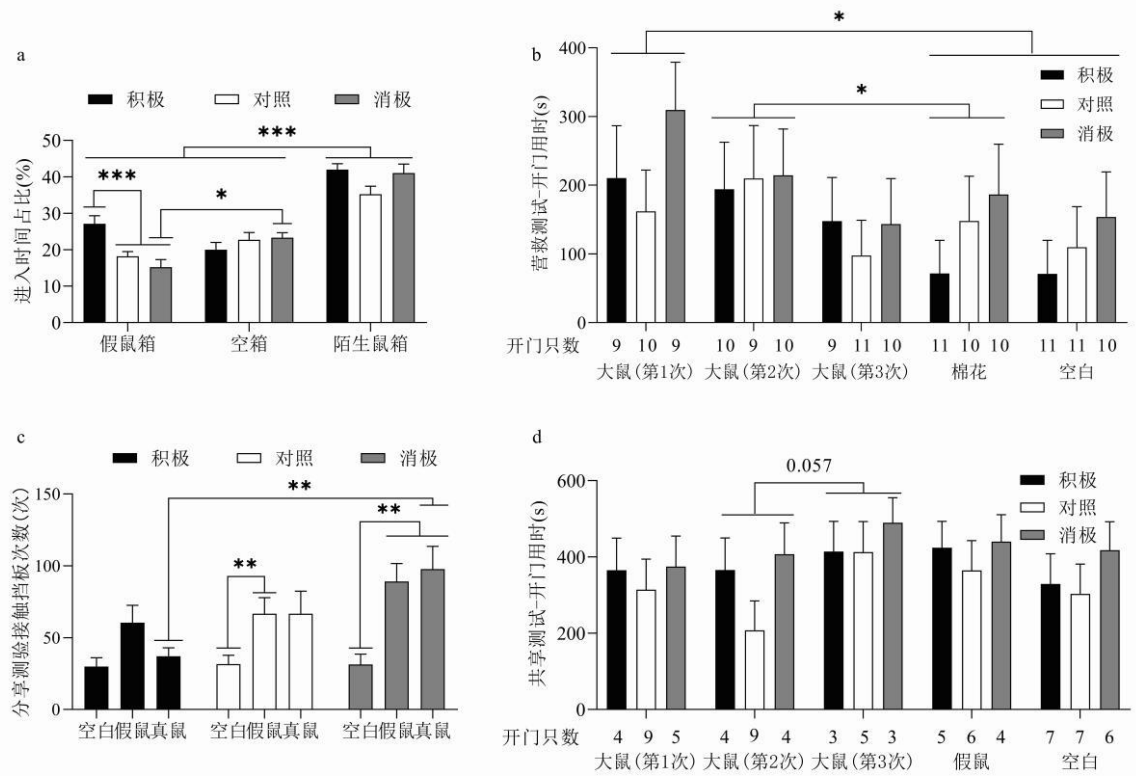 a
积极 对照 消极
进入时间占比(%)
50
40
30
20
10
0
***
***
*
假鼠箱 空箱 陌生鼠箱
b
积极
对照
消极
营救测试-开门用时(s)
400
300
200
100
0
*
*
开门只数 9 10 9 10 9 10 9 11 10 11 10 10 11 11 10
大鼠(第1次) 大鼠(第2次) 大鼠(第3次) 棉花 空白
c
积极 对照 消极
分享测验接触挡板次数(次)
150
100
50
0
**
**
**
空白假鼠真鼠 空白假鼠真鼠 空白假鼠真鼠
d
积极
对照
消极
共享测试-开门用时(s)
600
400
200
0
0.057
开门只数 4 9 5 4 9 4 3 5 3 5 6 4 7 7 6
大鼠(第1次) 大鼠(第2次) 大鼠(第3次) 假鼠 空白